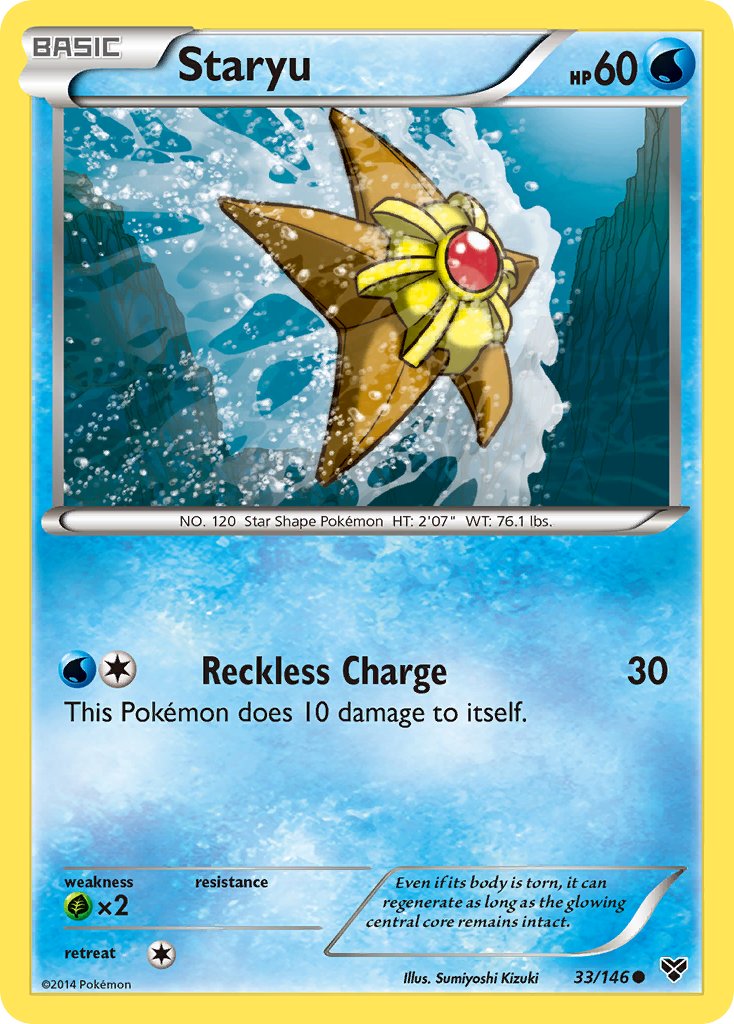 BASIC
Staryu
HP60
NO. 120 Star Shape Pokémon HT: 2'07" WT: 76.1 lbs.
Reckless Charge 30
This Pokémon does 10 damage to itself.
weakness resistance
×2
Even if its body is torn, it can
regenerate as long as the glowing
central core remains intact.
retreat
©2014 Pokémon
Illus. Sumiyoshi Kizuki
33/146